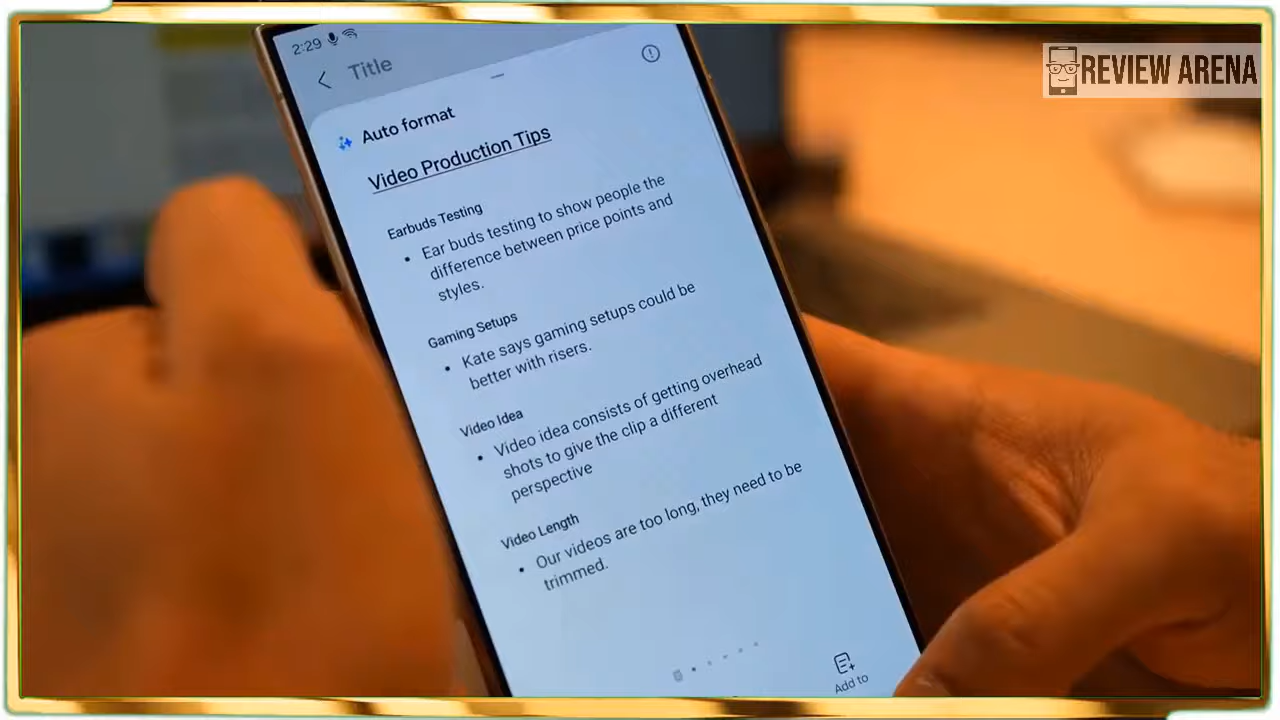 REVIEW ARENA
2:29
Title
Auto format
Video Production Tips
Earbuds Testing
• Ear buds testing to show people the
difference between price points and
styles.
Gaming Setups
• Kate says gaming setups could be
better with risers.
Video Idea
• Video idea consists of getting overhead
shots to give the clip a different
perspective
Video Length
• Our videos are too long, they need to be
trimmed.
Add to